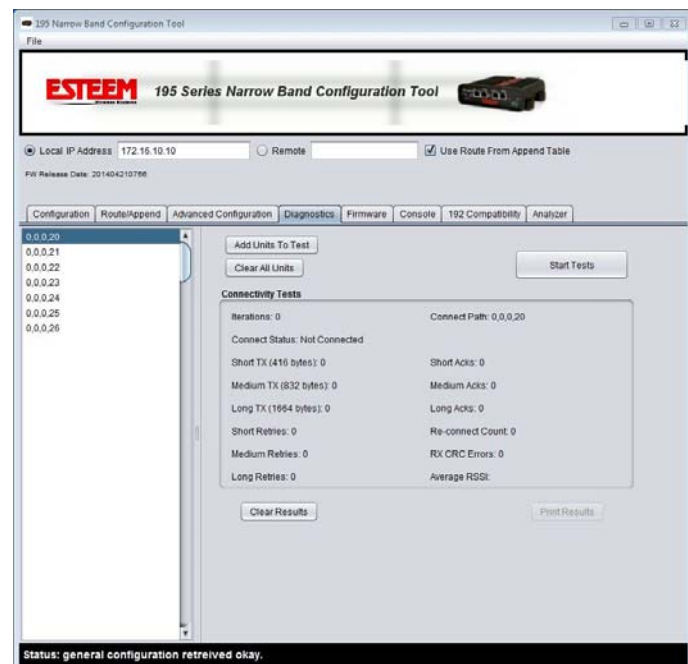 195 Narrow Band Configuration Tool
File
ESTEEM 195 Series Narrow Band Configuration Tool
Local IP Address 172.16.10.10 Remote Use Route From Append Table
FW Release Date: 201404210766
Configuration Route/Append Advanced Configuration Diagnostics Firmware Console 192 Compatibility Analyzer
0,0,0,20
0,0,0,21
0,0,0,22
0,0,0,23
0,0,0,24
0,0,0,25
0,0,0,26
Add Units To Test
Clear All Units
Start Tests
Connectivity Tests
Iterations: 0 Connect Path: 0,0,0,20
Connect Status: Not Connected
Short TX (416 bytes): 0 Short Acks: 0
Medium TX (832 bytes): 0 Medium Acks: 0
Long TX (1664 bytes): 0 Long Acks: 0
Short Retries: 0 Re-connect Count: 0
Medium Retries: 0 RX CRC Errors: 0
Long Retries: 0 Average RSSI:
Clear Results Print Results
Status: general configuration retreived okay.